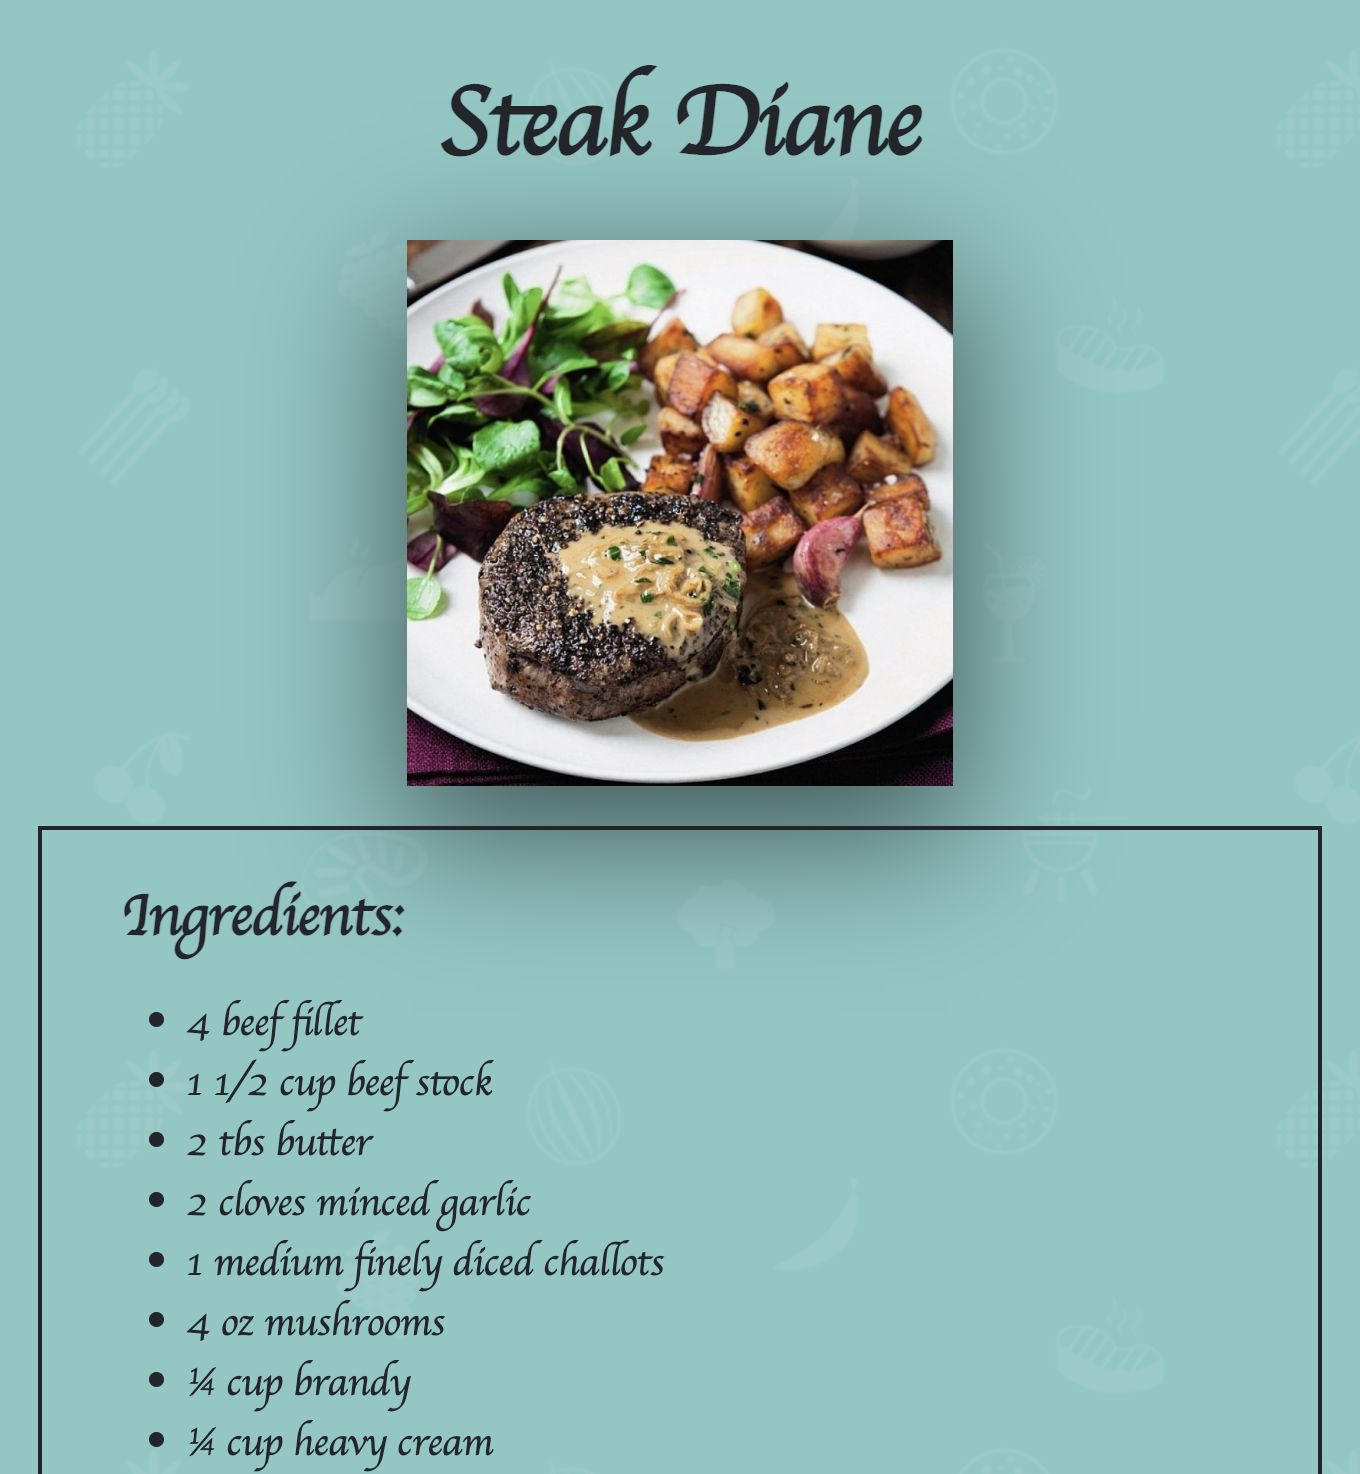 Steak Diane
Ingredients:
4 beef fillet
1 1/2 cup beef stock
2 tbs butter
2 cloves minced garlic
1 medium finely diced challots
4 oz mushrooms
¼ cup brandy
¼ cup heavy cream